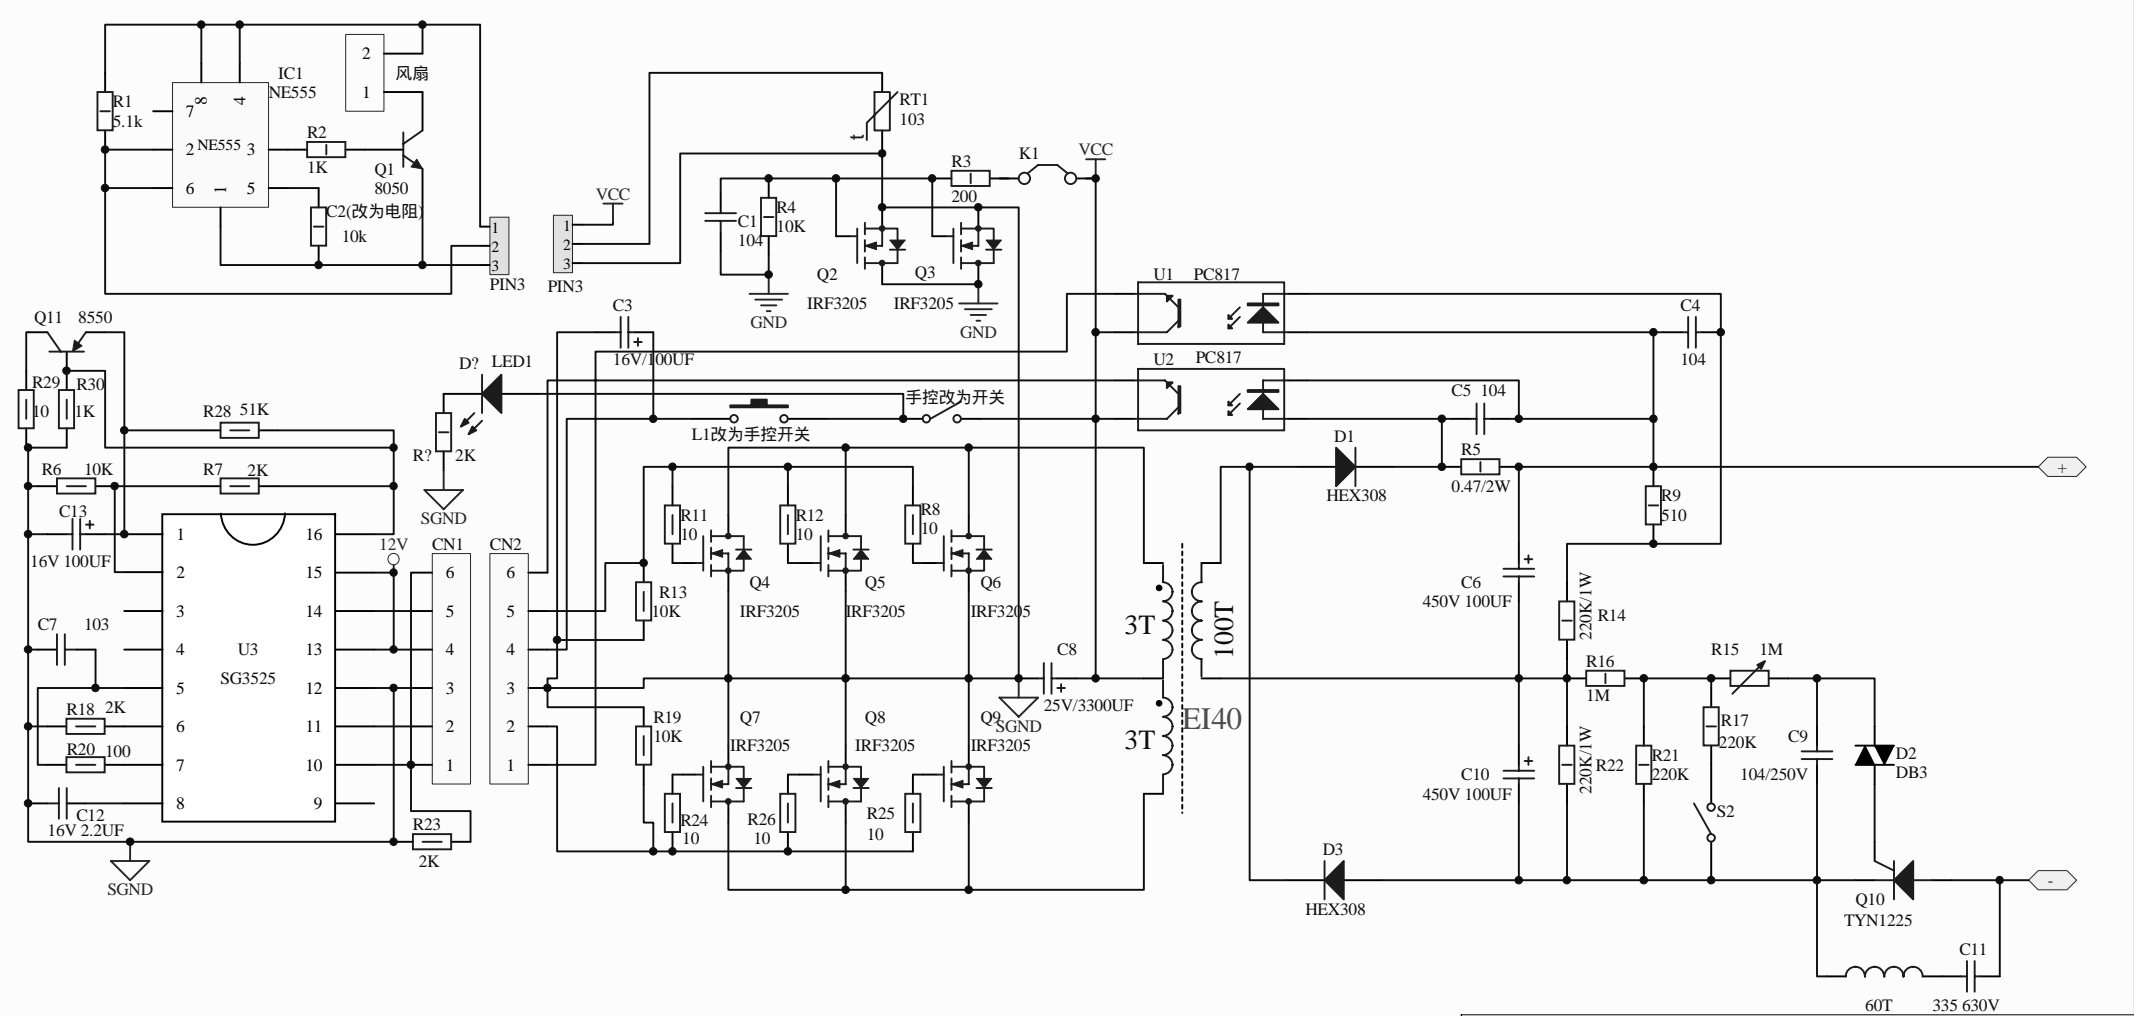 IC1
NE555
2
风扇
1
R1
5.1k
7
8
4
2
NE555
3
R2
1K
Q1
8050
6
1
5
C2(改为电阻)
10k
1
2
3
PIN3
1
2
3
PIN3
VCC
RT1
103
t
R3
200
K1
VCC
C1
104
R4
10K
Q2
IRF3205
Q3
IRF3205
GND
GND
U1
PC817
U2
PC817
C4
104
C5
104
C3
16V/100UF
Q11
8550
D?
LED1
R29
10
R30
1K
R28
51K
R?
2K
SGND
手控改为开关
L1改为手控开关
R6
10K
R7
2K
C13
16V 100UF
12V
CN1
CN2
1
2
3
4
5
6
7
8
16
15
14
13
12
11
10
9
U3
SG3525
C7
103
R18
2K
R20
100
C12
16V 2.2UF
SGND
R23
2K
6
5
4
3
2
1
6
5
4
3
2
1
R11
10
R12
10
R8
10
R13
10K
Q4
IRF3205
Q5
IRF3205
Q6
IRF3205
R19
10K
Q7
IRF3205
Q8
IRF3205
Q9
IRF3205
R24
10
R26
10
R25
10
SGND
C8
25V/3300UF
3T
3T
100T
EI40
D1
HEX308
R5
0.47/2W
D3
HEX308
C6
450V 100UF
C10
450V 100UF
R9
510
220K/1W
R14
220K/1W
R22
R16
1M
R15
1M
R17
220K
R21
220K
S2
C9
104/250V
D2
DB3
Q10
TYN1225
C11
60T
335 630V
+
-